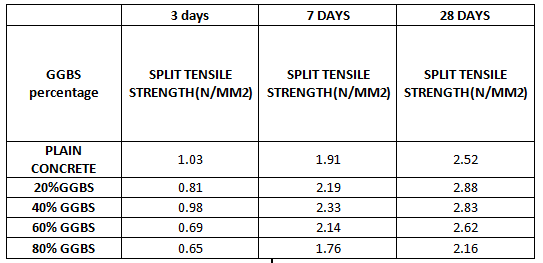 3 days 7 DAYS 28 DAYS
GGBS SPLIT TENSILE SPLIT TENSILE SPLIT TENSILE
percentage STRENGTH(N/MM2) STRENGTH(N/MM2) STRENGTH(N/MM2)
PLAIN
CONCRETE 1.03 1.91 2.52
20%GGBS 0.81 2.19 2.88
40% GGBS 0.98 2.33 2.83
60% GGBS 0.69 2.14 2.62
80% GGBS 0.65 1.76 2.16